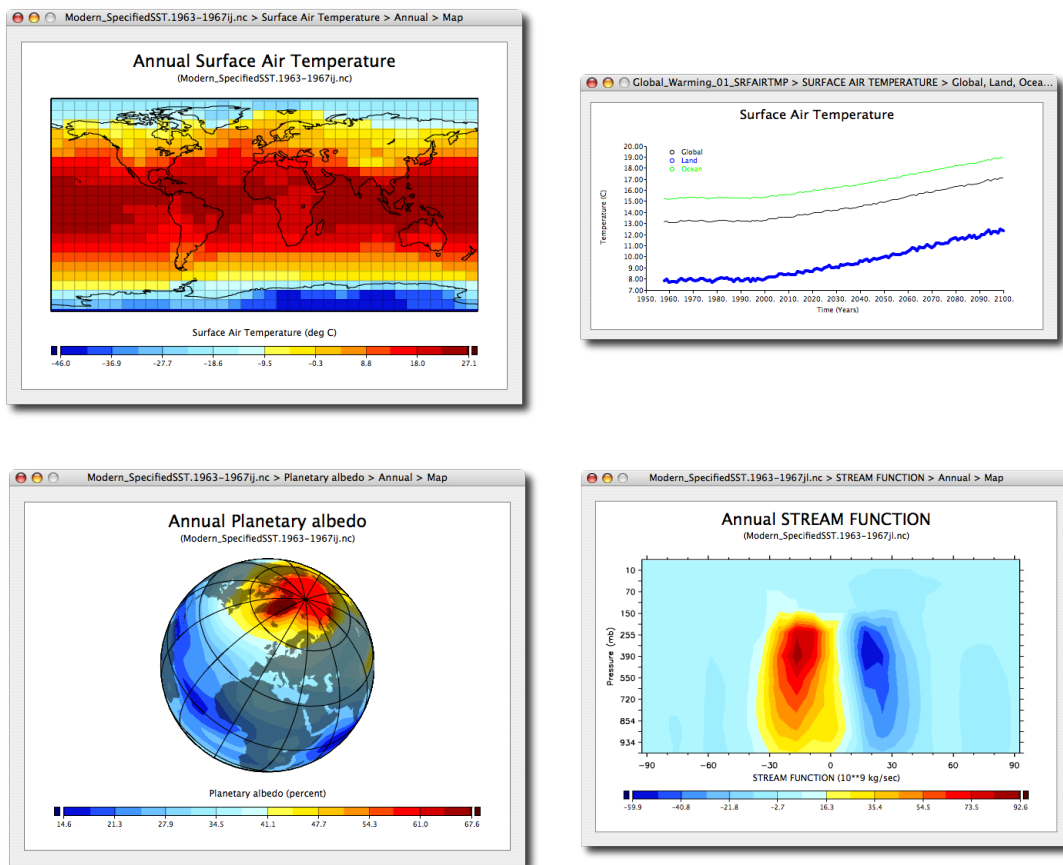 Modern_SpecifiedSST.1963-1967ij.nc > Surface Air Temperature > Annual > Map
Annual Surface Air Temperature
(Modern_SpecifiedSST.1963-1967ij.nc)
Surface Air Temperature (deg C)
-46.0 -36.9 -27.7 -18.6 -9.5 -0.3 8.8 18.0 27.1
Global_Warming_01_SRFAIRTMP > SURFACE AIR TEMPERATURE > Global, Land, Ocea...
Surface Air Temperature
Temperature (C)
20.00
19.00
18.00
17.00
16.00
15.00
14.00
13.00
12.00
11.00
10.00
9.00
8.00
7.00
Global
Land
Ocean
1950. 1960. 1970. 1980. 1990. 2000. 2010. 2020. 2030. 2040. 2050. 2060. 2070. 2080. 2090. 2100.
Time (Years)
Modern_SpecifiedSST.1963-1967ij.nc > Planetary albedo > Annual > Map
Annual Planetary albedo
(Modern_SpecifiedSST.1963-1967ij.nc)
Planetary albedo (percent)
14.6 21.3 27.9 34.5 41.1 47.7 54.3 61.0 67.6
Modern_SpecifiedSST.1963-1967jl.nc > STREAM FUNCTION > Annual > Map
Annual STREAM FUNCTION
(Modern_SpecifiedSST.1963-1967jl.nc)
Pressure (mb)
10
70
150
255
390
550
720
854
934
-90 -60 -30 0 30 60 90
STREAM FUNCTION (10**9 kg/sec)
-59.9 -40.8 -21.8 -2.7 16.3 35.4 54.5 73.5 92.6